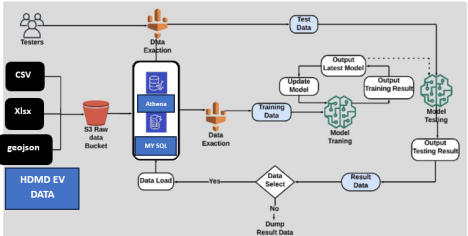 Testers
Data
Exaction
Test
Data
CSV
Xlsx
geojson
HDMD EV
DATA
S3 Raw
data
Bucket
Athena
MY SQL
Data
Exaction
Training
Data
Update
Model
Output
Latest Model
Output
Training Result
Model
Traning
Model
Testing
Output
Testing Result
Data Load
Yes
Data
Select
Result
Data
No
Dump
Result Data